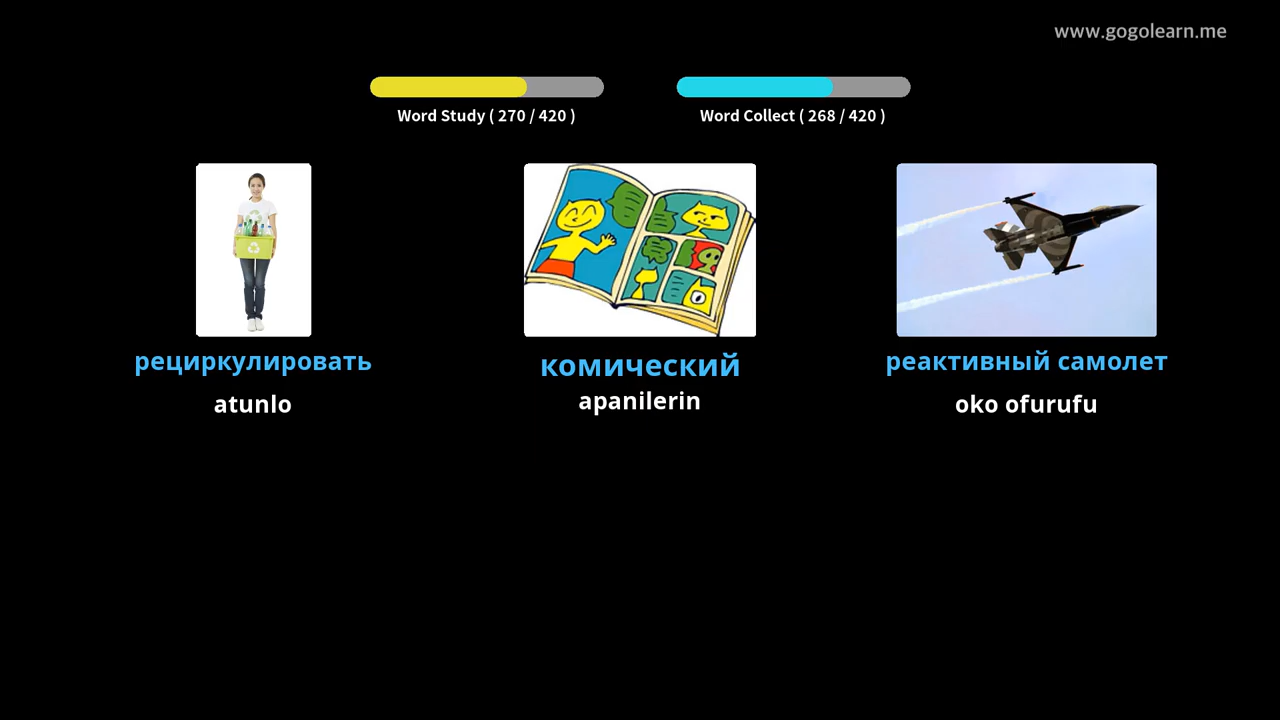 www.gogolearn.me
Word Study ( 270 / 420 )
Word Collect ( 268 / 420 )
рециркулировать
atunlo
комический
apanilerin
реактивный самолет
oko ofurufu